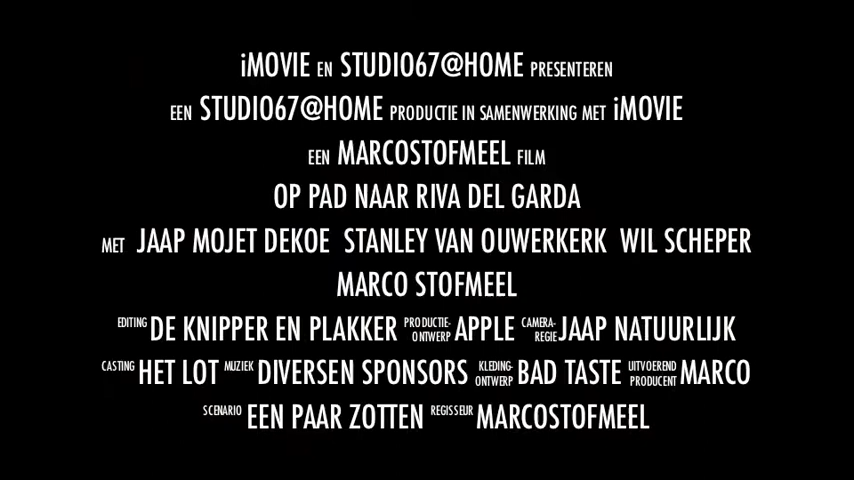 iMOVIE EN STUDIO67@HOME PRESENTEREN
EEN STUDIO67@HOME PRODUCTIE IN SAMENWERKING MET iMOVIE
EEN MARCOSTOFMEEL FILM
OP PAD NAAR RIVA DEL GARDA
MET JAAP MOJET DEKOE STANLEY VAN OUWERKERK WIL SCHEPER
MARCO STOFMEEL
EDITING DE KNIPPER EN PLAKKER PRODUCTIE-ONTWERP APPLE CAMERA-REGIE JAAP NATUURLIJK
CASTING HET LOT MUZIEK DIVERSEN SPONSORS KLEDING-ONTWERP BAD TASTE UITVOEREND PRODUCENT MARCO
SCENARIO EEN PAAR ZOTTEN REGISSEUR MARCOSTOFMEEL